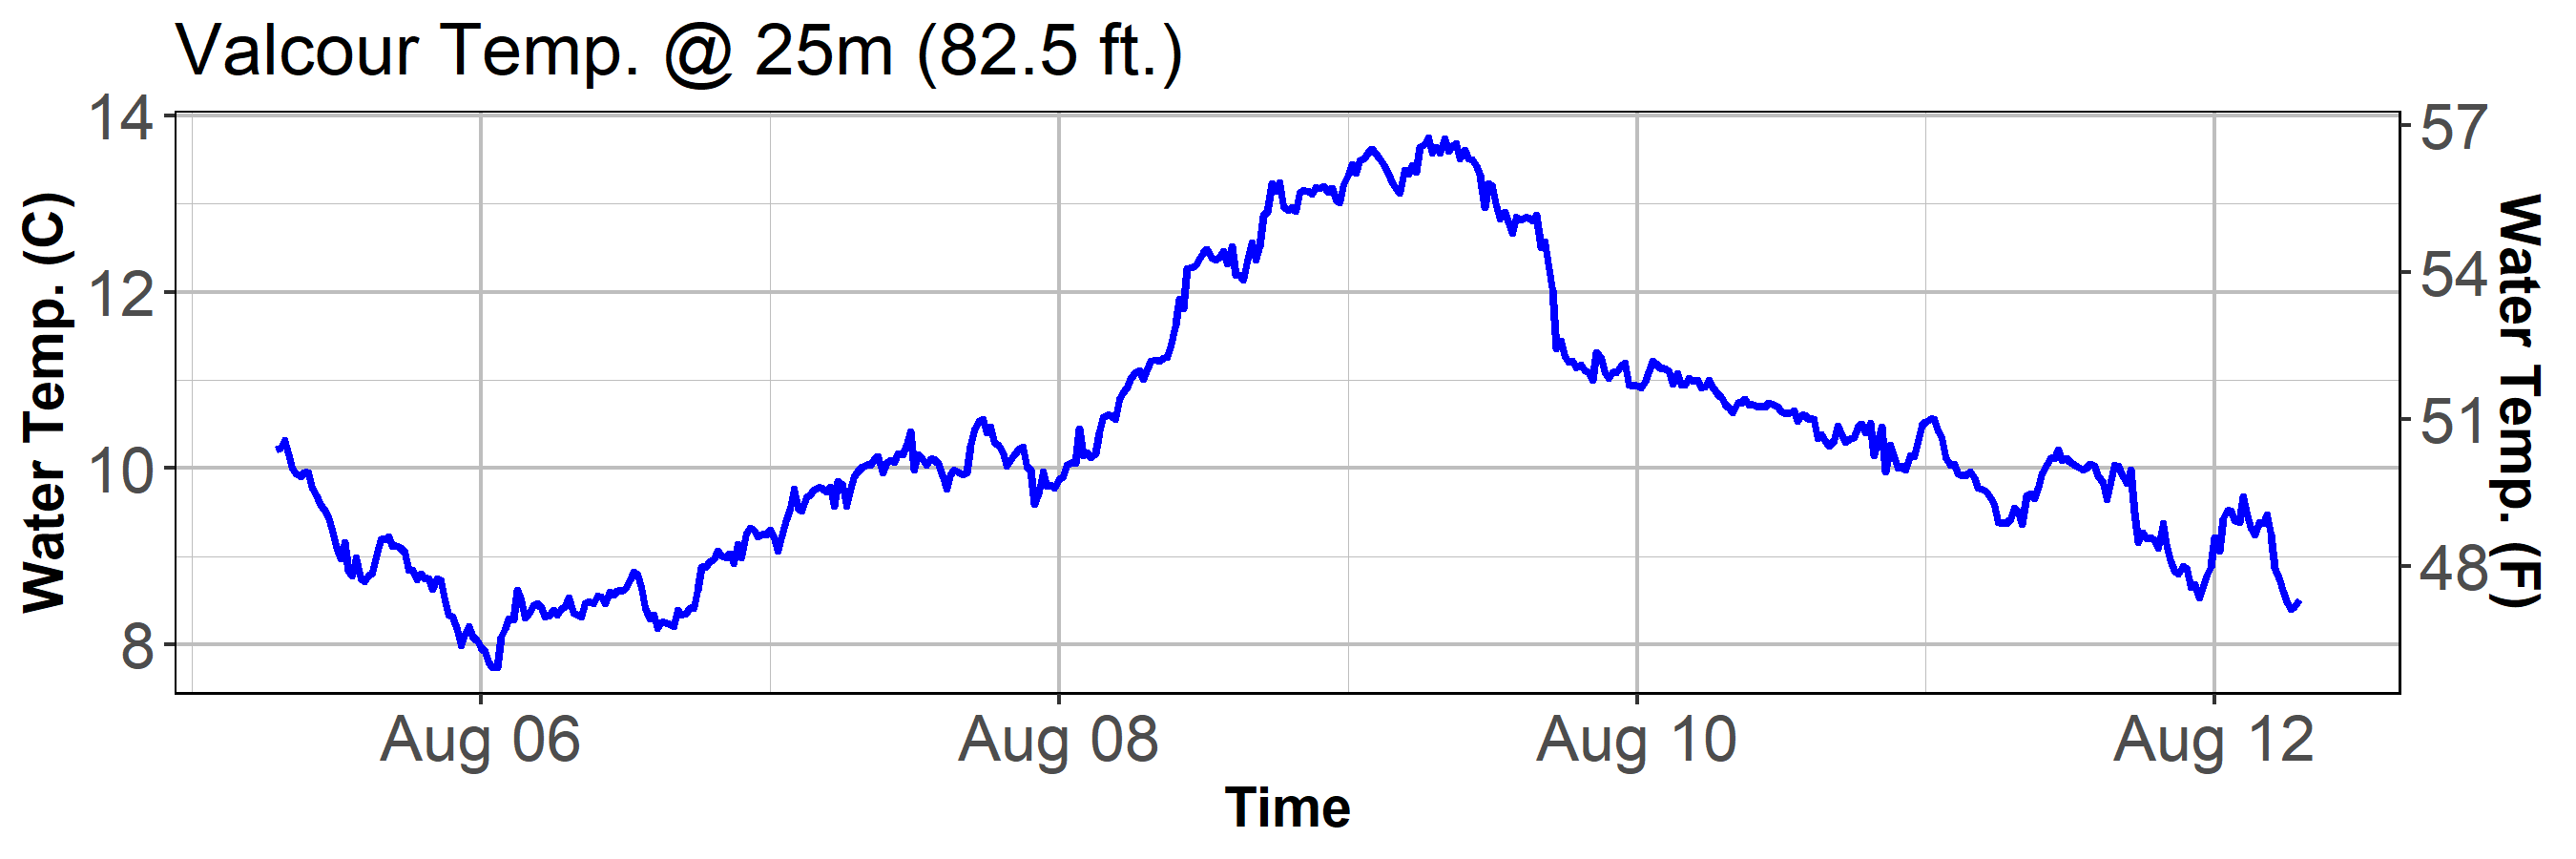 Valcour Temp. @ 25m (82.5 ft.)
14
12
10
8
Water Temp. (C)
57
54
51
48
Water Temp. (F)
Aug 06
Aug 08
Aug 10
Aug 12
Time